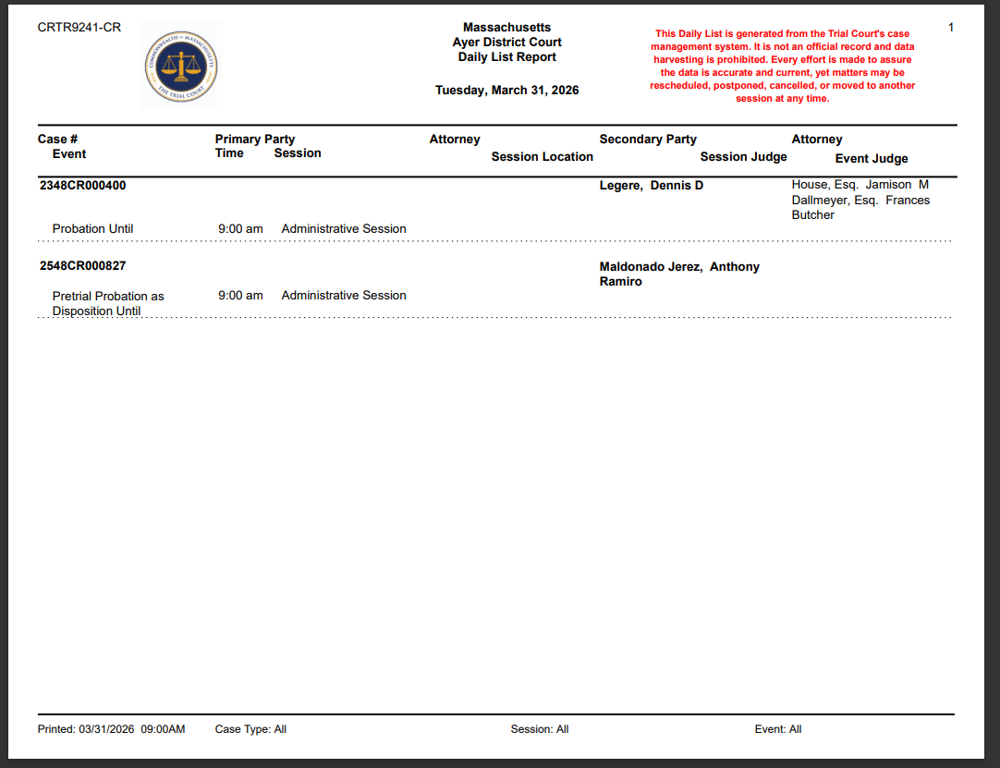 CRTR9241-CR
COMMONWEALTH OF MASSACHUSETTS
THE TRIAL COURT
Massachusetts
Ayer District Court
Daily List Report
Tuesday, March 31, 2026
This Daily List is generated from the Trial Court's case
management system. It is not an official record and data
harvesting is prohibited. Every effort is made to assure
the data is accurate and current, yet matters may be
rescheduled, postponed, cancelled, or moved to another
session at any time.
1
Case # Primary Party Attorney Secondary Party Attorney
Event Time Session Session Location Session Judge Event Judge
2348CR000400 Legere, Dennis D House, Esq. Jamison M
Dallmeyer, Esq. Frances
Butcher
Probation Until 9:00 am Administrative Session
2548CR000827 Maldonado Jerez, Anthony
Ramiro
Pretrial Probation as 9:00 am Administrative Session
Disposition Until
Printed: 03/31/2026 09:00AM Case Type: All Session: All Event: All